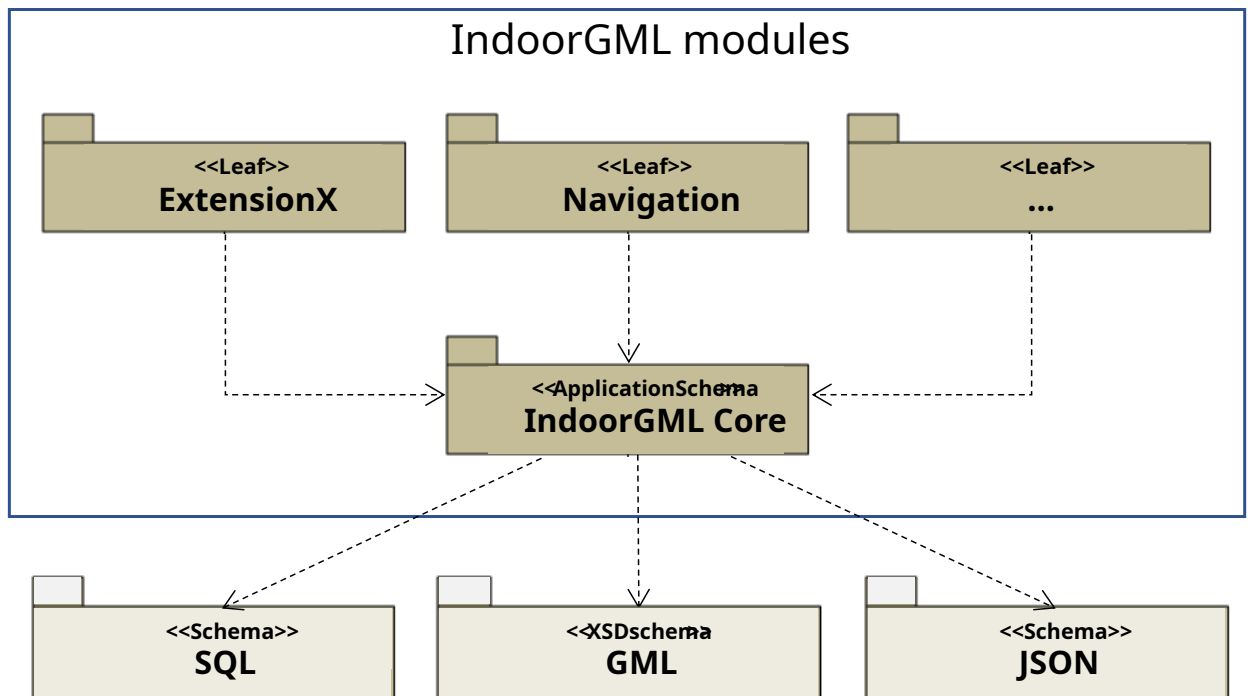 IndoorGML modules
<<Leaf>>
ExtensionX
<<Leaf>>
Navigation
<<Leaf>>
...
<<ApplicationSchema>>
IndoorGML Core
<<Schema>>
SQL
<<XSDschema>>
GML
<<Schema>>
JSON